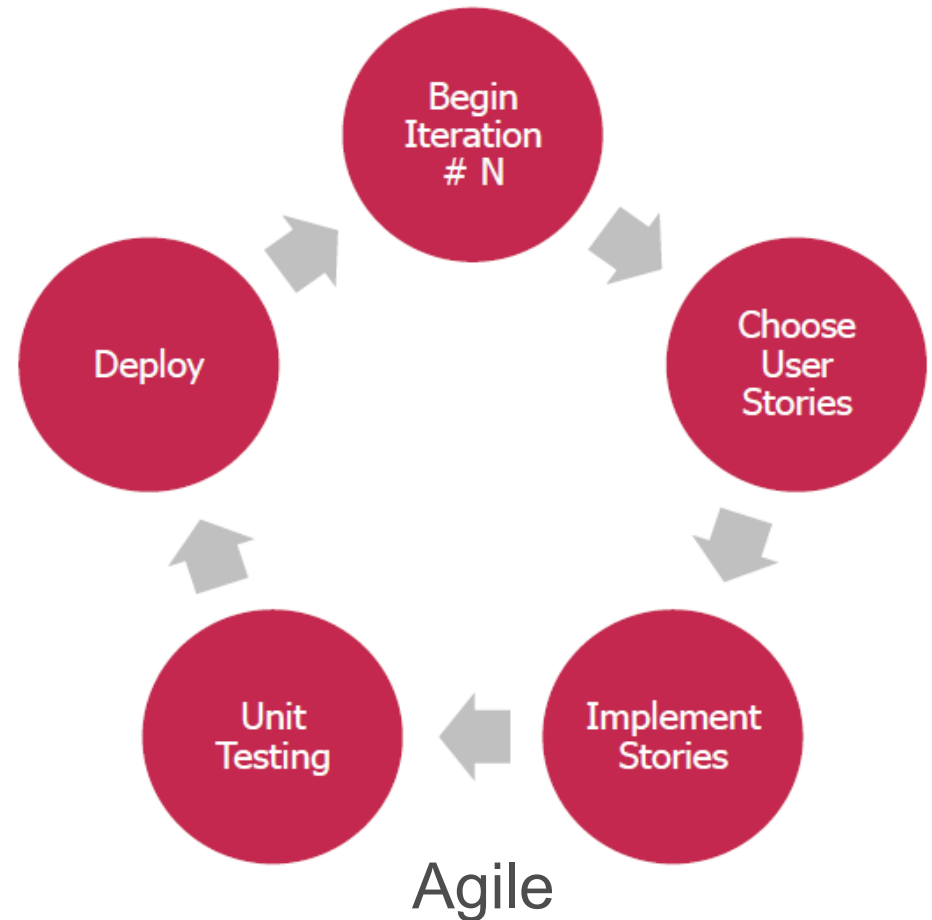 Begin
Iteration
# N
Choose
User
Stories
Implement
Stories
Unit
Testing
Deploy
Agile